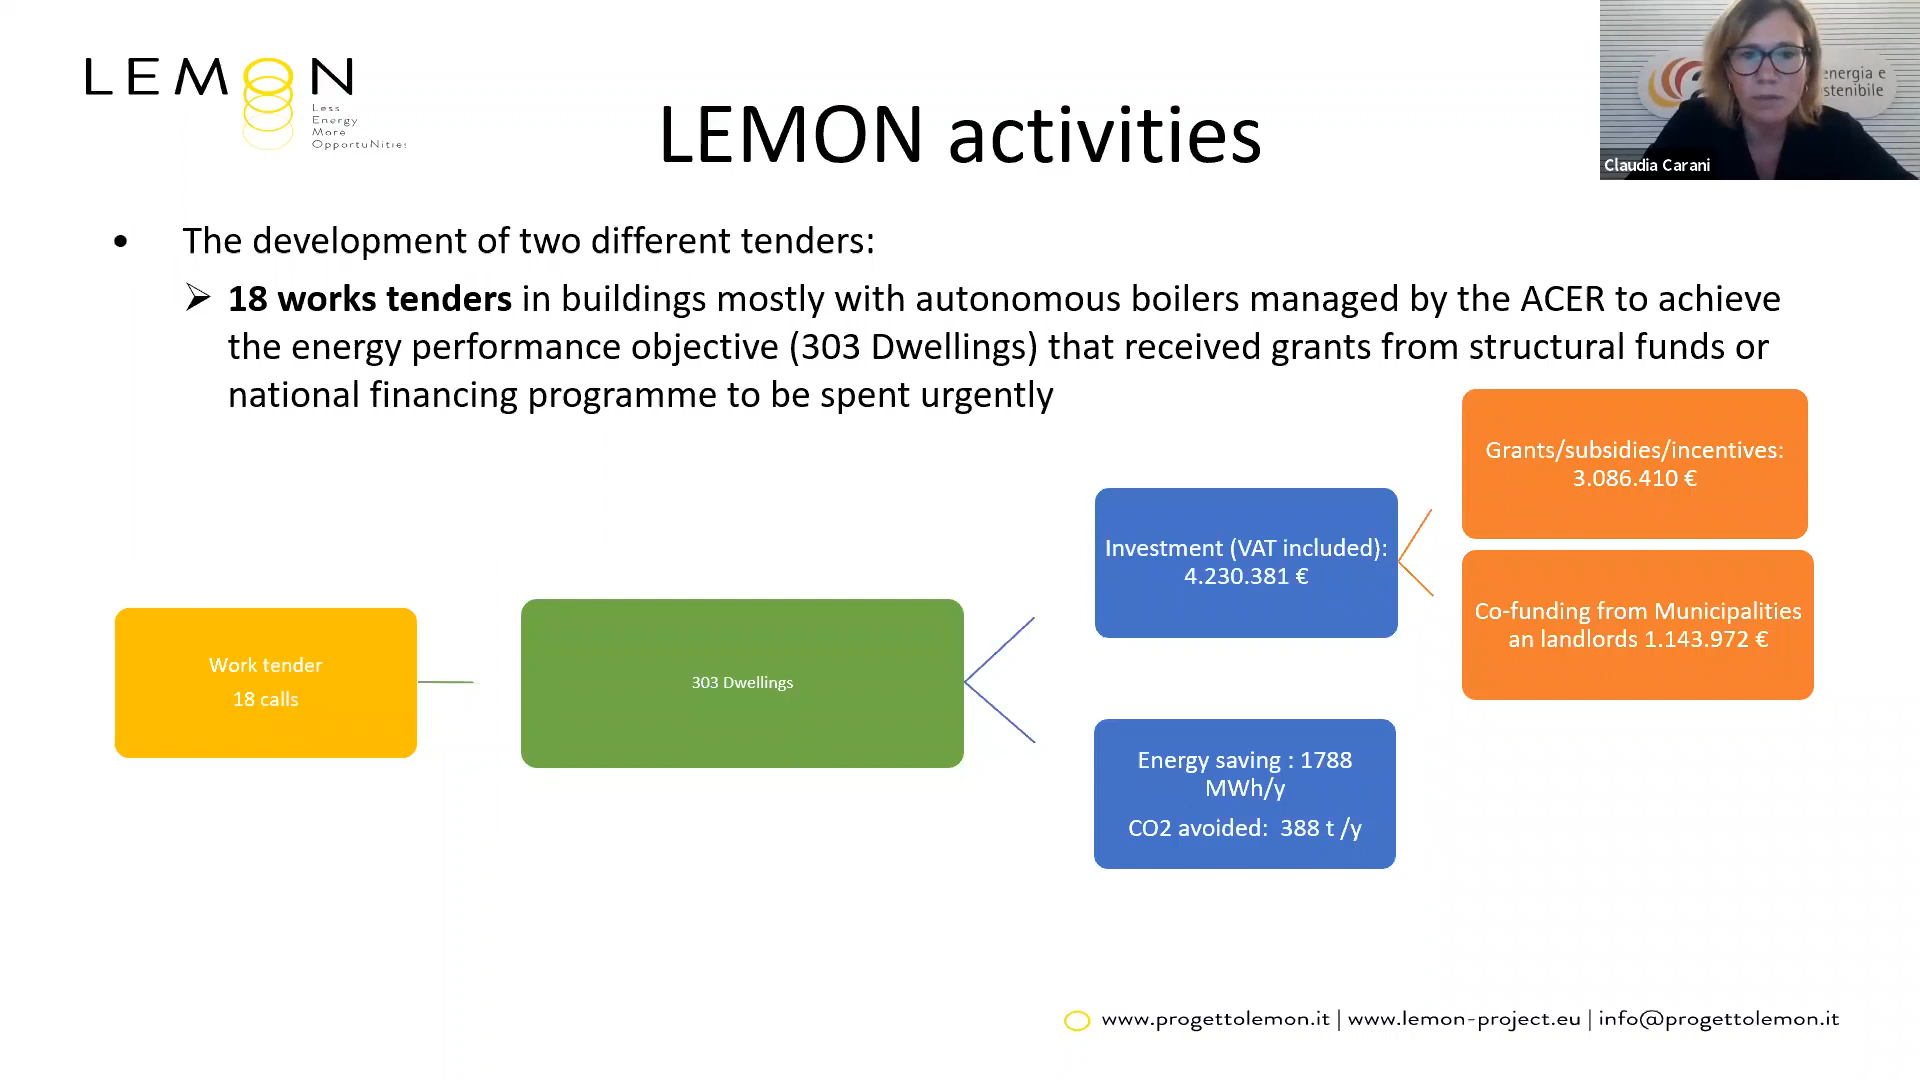 LEMON
Less
Energy
More
OpportuNities
LEMON activities
energia e
sostenibile
Claudia Carani
• The development of two different tenders:
➢ 18 works tenders in buildings mostly with autonomous boilers managed by the ACER to achieve
the energy performance objective (303 Dwellings) that received grants from structural funds or
national financing programme to be spent urgently
Grants/subsidies/incentives:
3.086.410 €
Investment (VAT included):
4.230.381 €
Co-funding from Municipalities
an landlords 1.143.972 €
Work tender
18 calls
303 Dwellings
Energy saving : 1788
MWh/y
CO2 avoided: 388 t /y
www.progettolemon.it | www.lemon-project.eu | info@progettolemon.it